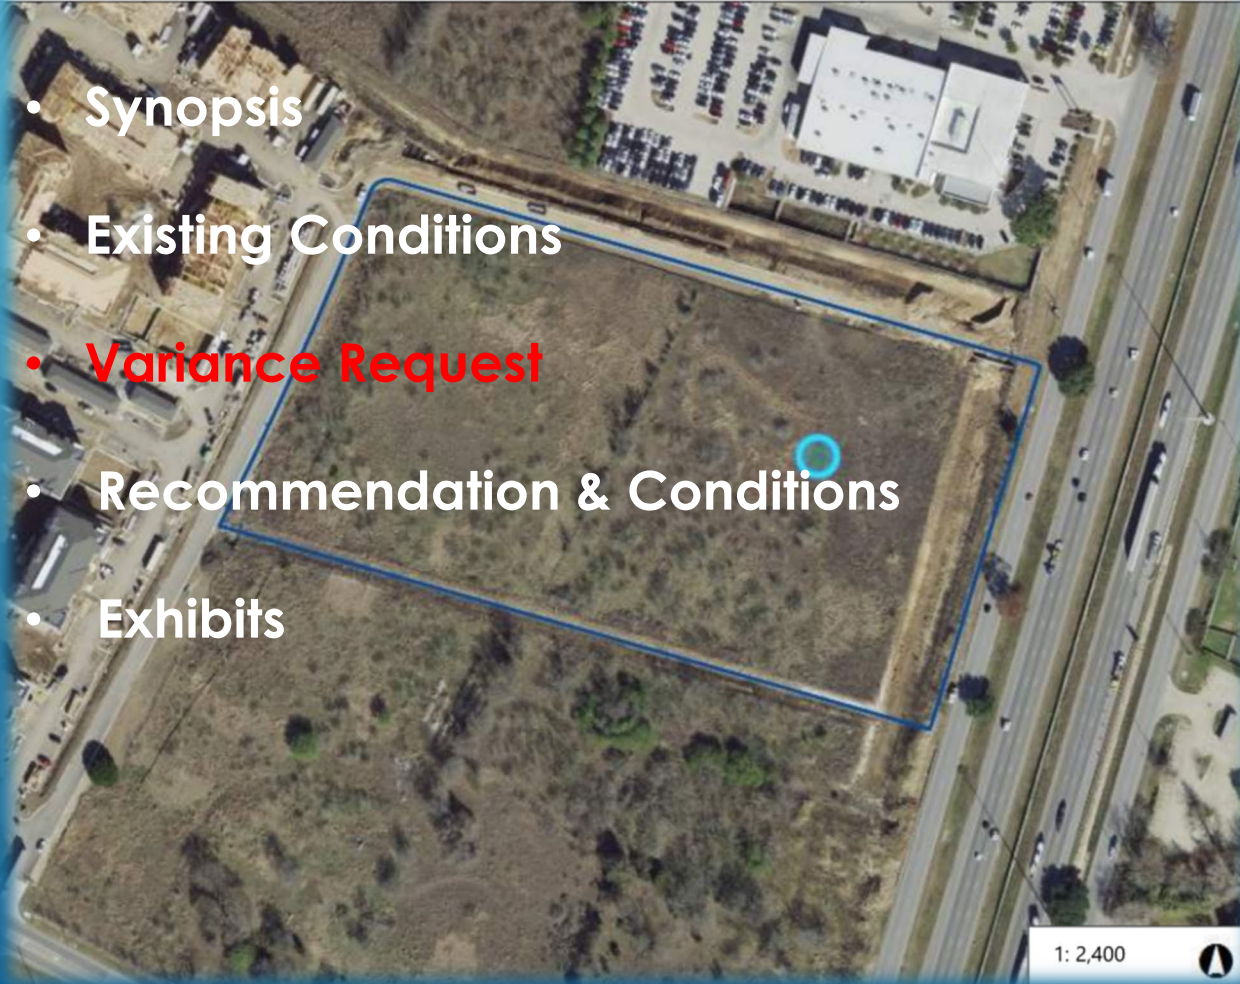 • Synopsis
• Existing Conditions
• Variance Request
• Recommendation & Conditions
• Exhibits
1: 2,400